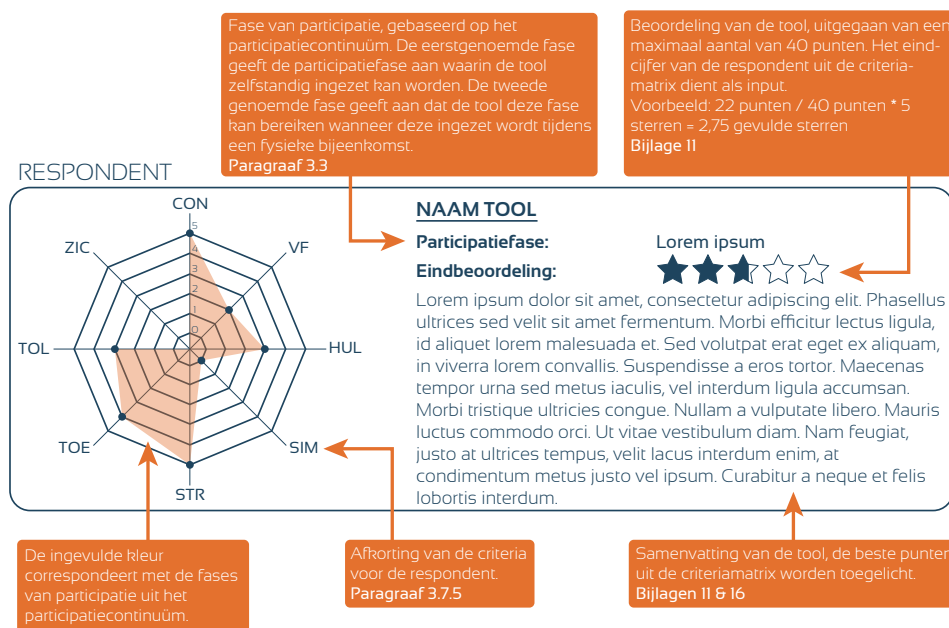 Fase van participatie, gebaseerd op het
participatiecontinuüm. De eerstgenoemde fase
geeft de participatiefase aan waarin de tool
zelfstandig ingezet kan worden. De tweede
genoemde fase geeft aan dat de tool deze fase
kan bereiken wanneer deze ingezet wordt tijdens
een fysieke bijeenkomst.
Paragraaf 3.3
Beoordeling van de tool, uitgegaan van een
maximaal aantal van 40 punten. Het eind-
cijfer van de respondent uit de criteria-
matrix dient als input.
Voorbeeld: 22 punten / 40 punten * 5
sterren = 2,75 gevulde sterren
Bijlage 11
RESPONDENT
CON
VF
HUL
SIM
STR
TOE
TOL
ZIC
5
4
3
2
1
0
NAAM TOOL
Participatiefase: Lorem ipsum
Eindbeoordeling:
Lorem ipsum dolor sit amet, consectetur adipiscing elit. Phasellus
ultrices sed velit sit amet fermentum. Morbi efficitur lectus ligula,
id aliquet lorem malesuada et. Sed volutpat erat eget ex aliquam,
in viverra lorem convallis. Suspendisse a eros tortor. Maecenas
tempor urna sed metus iaculis, vel interdum ligula accumsan.
Morbi tristique ultricies congue. Nullam a vulputate libero. Mauris
luctus commodo orci. Ut vitae vestibulum diam. Nam feugiat,
justo at ultrices tempus, velit lacus interdum enim, at
condimentum metus justo vel ipsum. Curabitur a neque et felis
lobortis interdum.
De ingevulde kleur
correspondeert met de fases
van participatie uit het
participatiecontinuüm.
Afkorting van de criteria
voor de respondent.
Paragraaf 3.7.5
Samenvatting van de tool, de beste punten
uit de criteriamatrix worden toegelicht.
Bijlagen 11 & 16